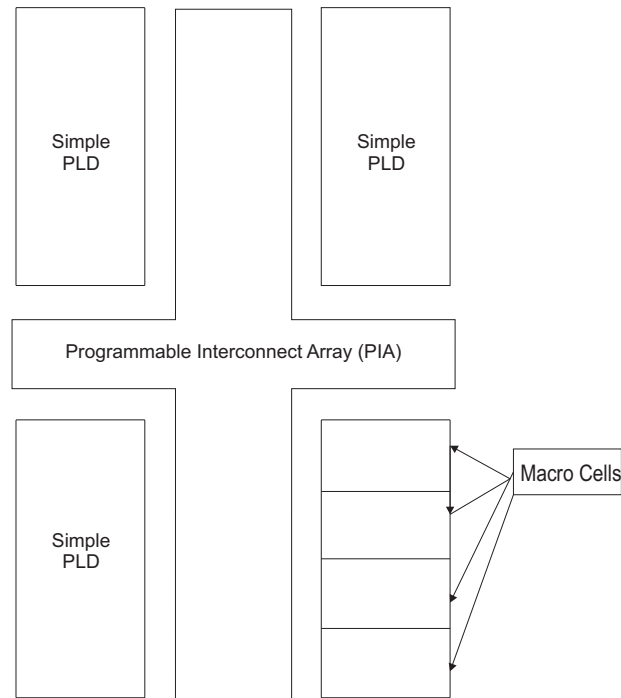 Simple
PLD
Simple
PLD
Programmable Interconnect Array (PIA)
Macro Cells
Simple
PLD